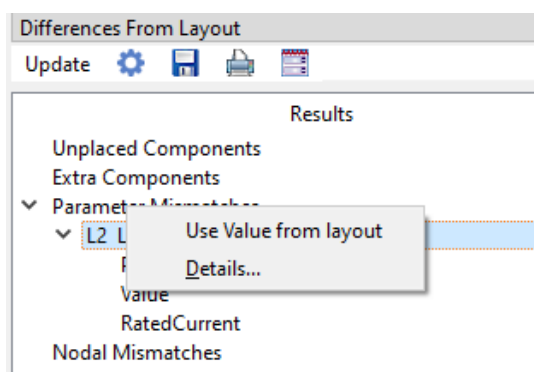 Differences From Layout
Update
Results
Unplaced Components
Extra Components
Parameter Mismatches
L2 L
Use Value from layout
Details...
Value
RatedCurrent
Nodal Mismatches